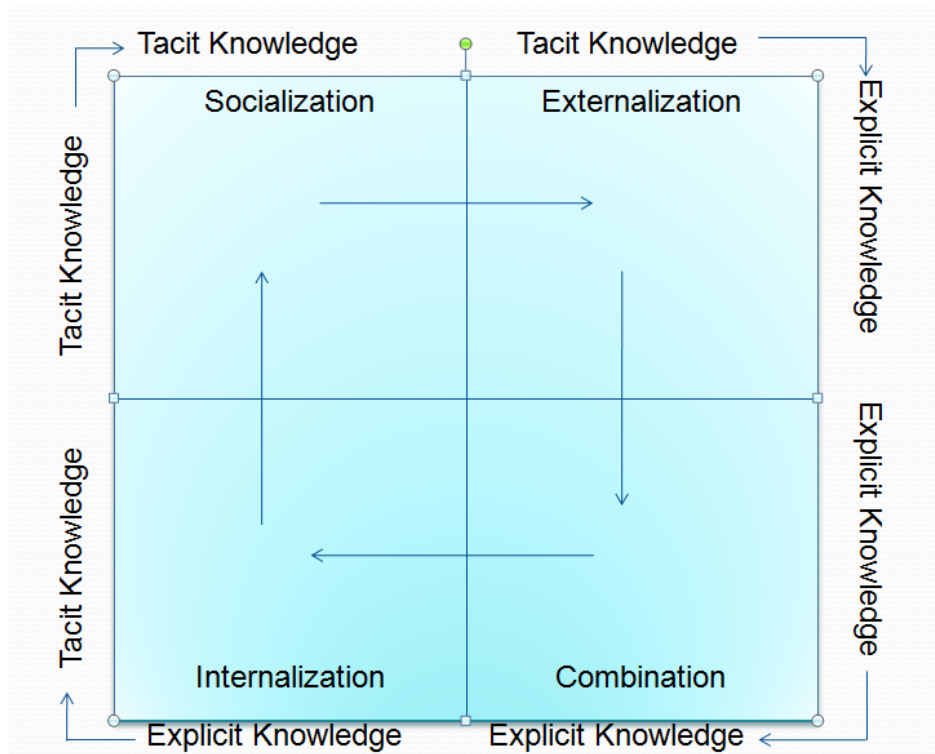 Tacit Knowledge
Tacit Knowledge
Socialization
Externalization
Tacit Knowledge
Explicit Knowledge
Tacit Knowledge
Explicit Knowledge
Internalization
Combination
Explicit Knowledge
Explicit Knowledge